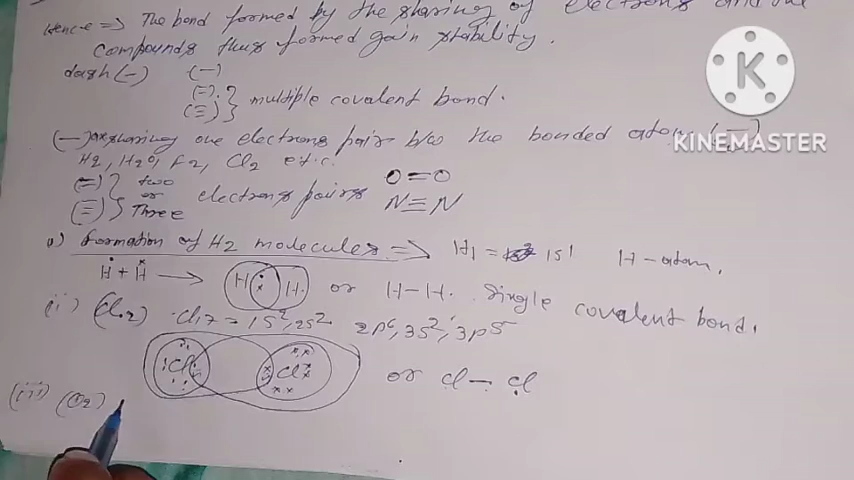 Hence => The bond formed by the sharing of electrons and the
compounds thus formed gain stability.
dash (-) (-)
(=).
(≡) } multiple covalent bond.
(-) sharing one electrons pair b/w the bonded atom (-)
H2, H2O, F2, Cl2 etc.
(=) } two or electrons pairs O=O
(≡) } Three N≡N
Formation of H2 molecules => H1 = 1S1 H-atom,
H + H → H H. or H-H. Single covalent bond.
(ii) (Cl2) Cl17 = 1S2, 2S2 2p6, 3S2, 3p5
Cl Cl or Cl - Cl
(iii) (O2)
K
KINEMASTER